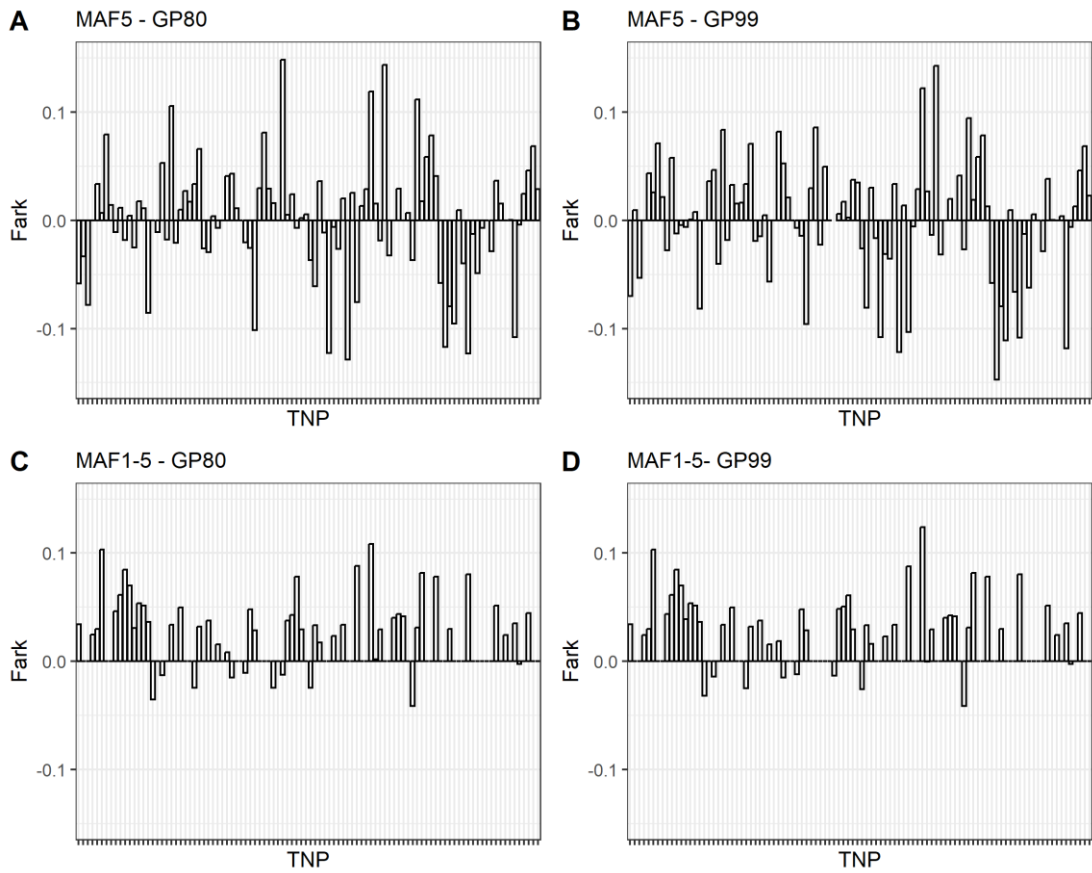 A MAF5 - GP80
Fark
0.1
0.0
-0.1
TNP
B MAF5 - GP99
Fark
0.1
0.0
-0.1
TNP
C MAF1-5 - GP80
Fark
0.1
0.0
-0.1
TNP
D MAF1-5- GP99
Fark
0.1
0.0
-0.1
TNP